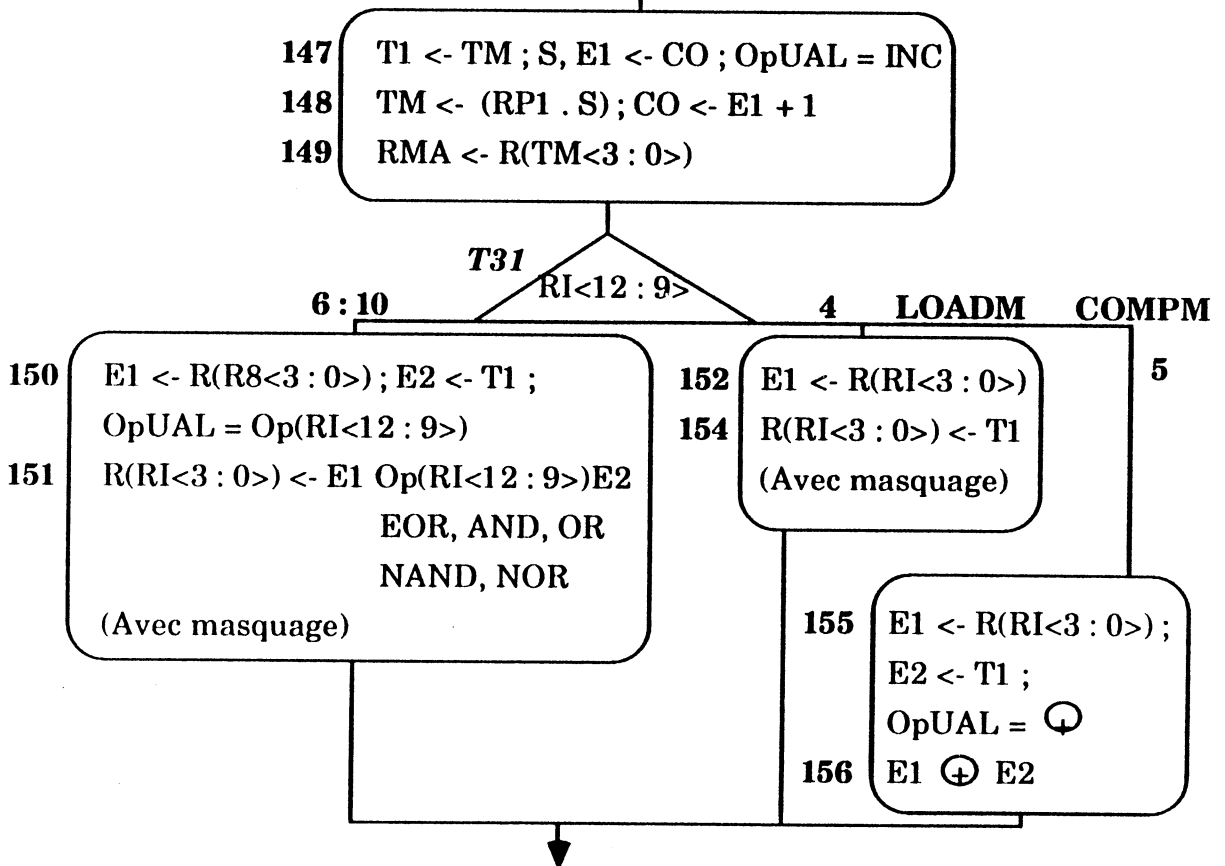 147 T1 <- TM ; S, E1 <- CO ; OpUAL = INC
148 TM <- (RP1 . S) ; CO <- E1 + 1
149 RMA <- R(TM<3 : 0>)
T31
RI<12 : 9>
6 : 10
4 LOADM COMPM
5
150 E1 <- R(R8<3 : 0>) ; E2 <- T1 ;
OpUAL = Op(RI<12 : 9>)
151 R(RI<3 : 0>) <- E1 Op(RI<12 : 9>)E2
EOR, AND, OR
NAND, NOR
(Avec masquage)
152 E1 <- R(RI<3 : 0>)
154 R(RI<3 : 0>) <- T1
(Avec masquage)
155 E1 <- R(RI<3 : 0>) ;
E2 <- T1 ;
OpUAL = ⊕
156 E1 ⊕ E2